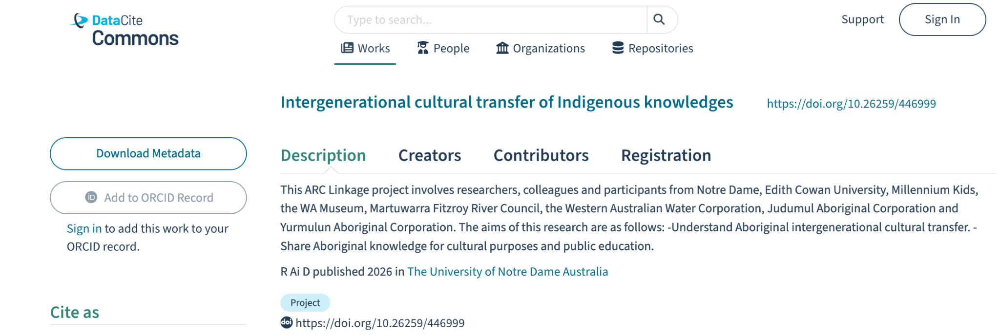 DataCite
Commons
Type to search...
Support
Sign In
Works
People
Organizations
Repositories
Intergenerational cultural transfer of Indigenous knowledges
https://doi.org/10.26259/446999
Download Metadata
iD Add to ORCID Record
Sign in to add this work to your
ORCID record.
Cite as
Description
Creators
Contributors
Registration
This ARC Linkage project involves researchers, colleagues and participants from Notre Dame, Edith Cowan University, Millennium Kids,
the WA Museum, Martuwarra Fitzroy River Council, the Western Australian Water Corporation, Judumul Aboriginal Corporation and
Yurmulun Aboriginal Corporation. The aims of this research are as follows: -Understand Aboriginal intergenerational cultural transfer. -
Share Aboriginal knowledge for cultural purposes and public education.
R Ai D published 2026 in The University of Notre Dame Australia
Project
doi https://doi.org/10.26259/446999